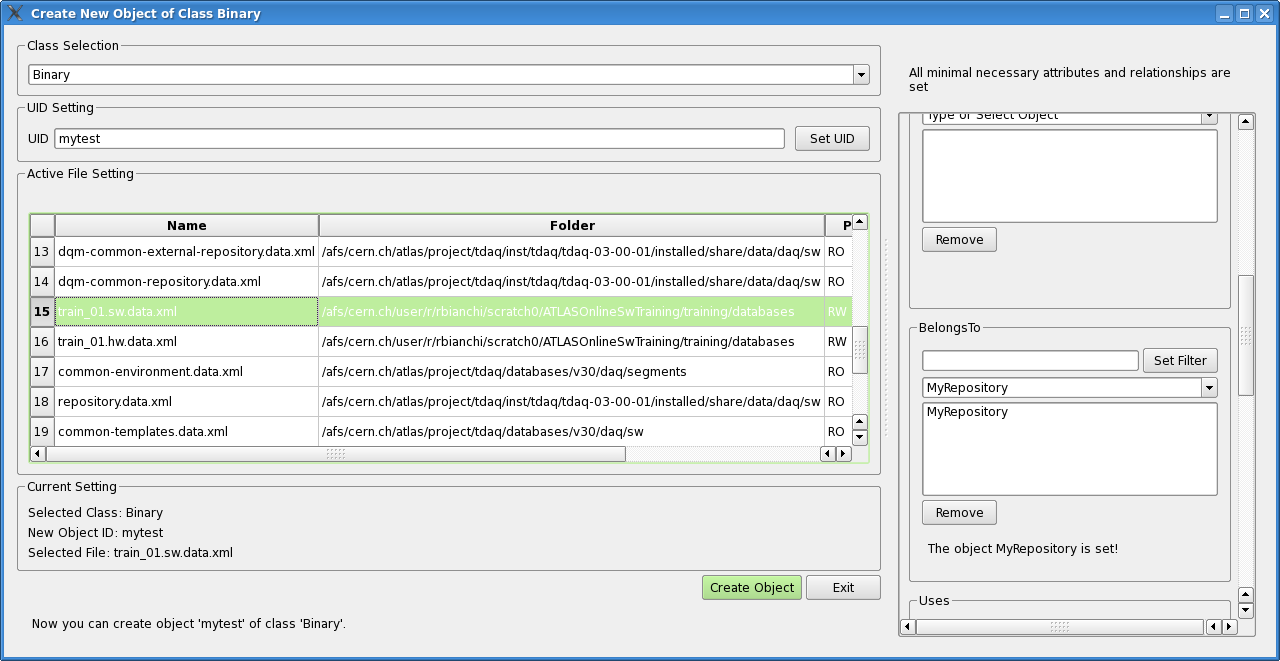 Create New Object of Class Binary
Class Selection
Binary
UID Setting
UID mytest Set UID
Active File Setting
Name Folder P
13 dqm-common-external-repository.data.xml /afs/cern.ch/atlas/project/tdaq/inst/tdaq/tdaq-03-00-01/installed/share/data/daq/sw RO
14 dqm-common-repository.data.xml /afs/cern.ch/atlas/project/tdaq/inst/tdaq/tdaq-03-00-01/installed/share/data/daq/sw RO
15 train_01.sw.data.xml /afs/cern.ch/user/r/rbianchi/scratch0/ATLASOnlineSwTraining/training/databases RW
16 train_01.hw.data.xml /afs/cern.ch/user/r/rbianchi/scratch0/ATLASOnlineSwTraining/training/databases RW
17 common-environment.data.xml /afs/cern.ch/atlas/project/tdaq/databases/v30/daq/segments RO
18 repository.data.xml /afs/cern.ch/atlas/project/tdaq/inst/tdaq/tdaq-03-00-01/installed/share/data/daq/sw RO
19 common-templates.data.xml /afs/cern.ch/atlas/project/tdaq/databases/v30/daq/sw RO
Current Setting
Selected Class: Binary
New Object ID: mytest
Selected File: train_01.sw.data.xml
Create Object Exit
Now you can create object 'mytest' of class 'Binary'.
All minimal necessary attributes and relationships are
set
Type or Select Object
Remove
BelongsTo
Set Filter
MyRepository
MyRepository
Remove
The object MyRepository is set!
Uses